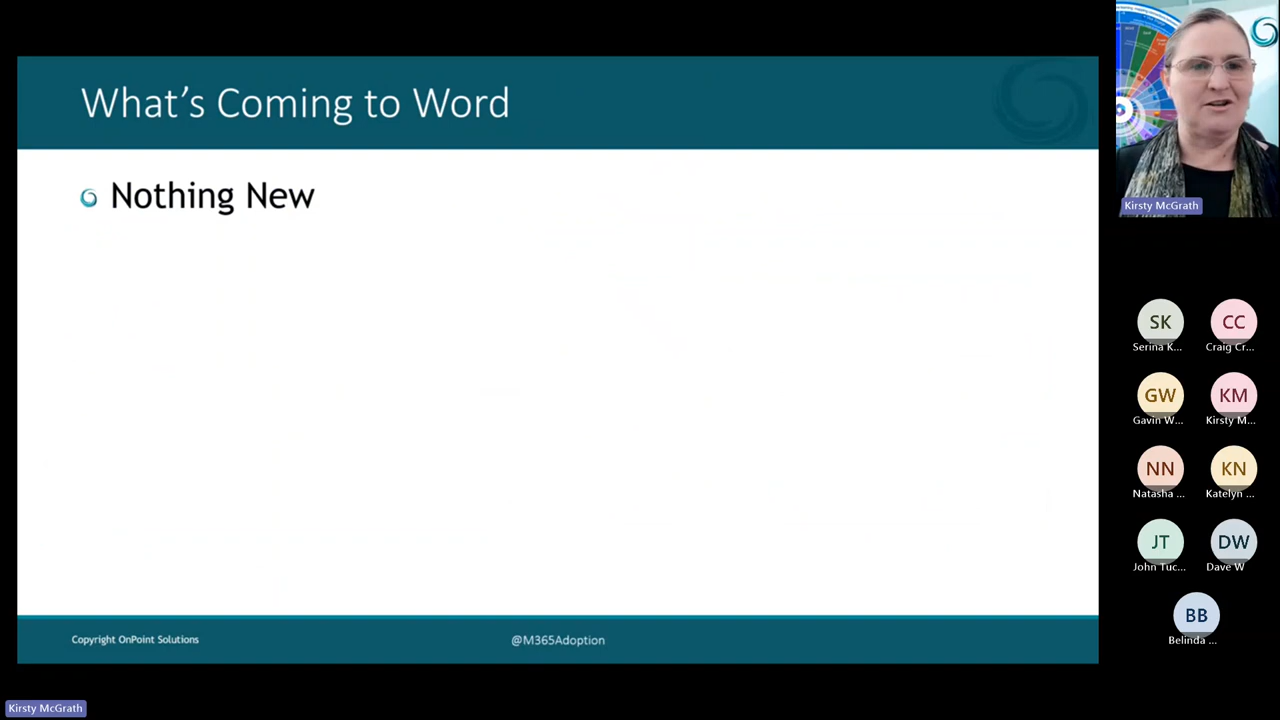 What's Coming to Word
Nothing New
Copyright OnPoint Solutions
@M365Adoption
Kirsty McGrath
Kirsty McGrath
SK
Serina K...
CC
Craig Cr...
GW
Gavin W...
KM
Kirsty M...
NN
Natasha ...
KN
Katelyn ...
JT
John Tuc...
DW
Dave W
BB
Belinda ...